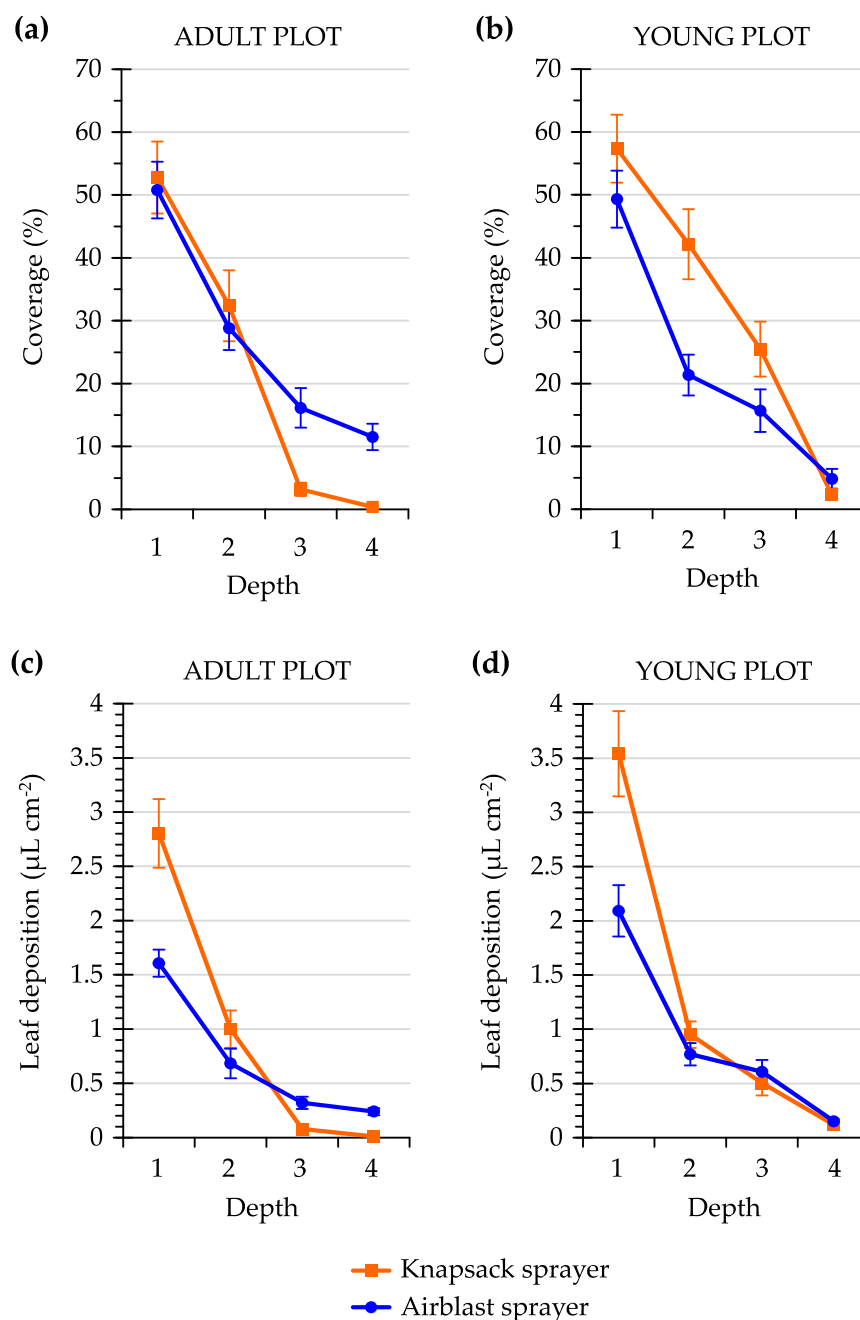 (a) ADULT PLOT
70
60
50
40
30
20
10
0
Coverage (%)
1 2 3 4
Depth
(b) YOUNG PLOT
70
60
50
40
30
20
10
0
Coverage (%)
1 2 3 4
Depth
(c) ADULT PLOT
4
3.5
3
2.5
2
1.5
1
0.5
0
Leaf deposition (µL cm-2)
1 2 3 4
Depth
(d) YOUNG PLOT
4
3.5
3
2.5
2
1.5
1
0.5
0
Leaf deposition (µL cm-2)
1 2 3 4
Depth
Knapsack sprayer
Airblast sprayer